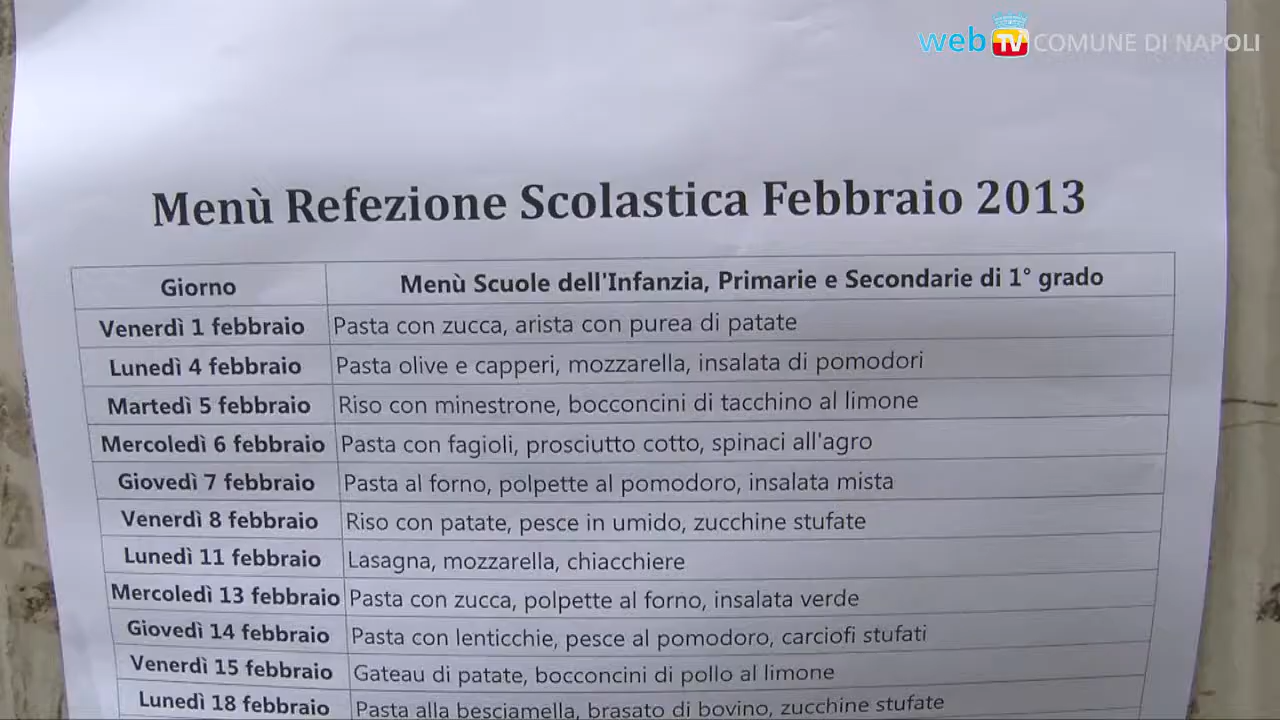 web TV COMUNE DI NAPOLI
Menù Refezione Scolastica Febbraio 2013
Giorno Menù Scuole dell'Infanzia, Primarie e Secondarie di 1° grado
Venerdì 1 febbraio Pasta con zucca, arista con purea di patate
Lunedì 4 febbraio Pasta olive e capperi, mozzarella, insalata di pomodori
Martedì 5 febbraio Riso con minestrone, bocconcini di tacchino al limone
Mercoledì 6 febbraio Pasta con fagioli, prosciutto cotto, spinaci all'agro
Giovedì 7 febbraio Pasta al forno, polpette al pomodoro, insalata mista
Venerdì 8 febbraio Riso con patate, pesce in umido, zucchine stufate
Lunedì 11 febbraio Lasagna, mozzarella, chiacchiere
Mercoledì 13 febbraio Pasta con zucca, polpette al forno, insalata verde
Giovedì 14 febbraio Pasta con lenticchie, pesce al pomodoro, carciofi stufati
Venerdì 15 febbraio Gateau di patate, bocconcini di pollo al limone
Lunedì 18 febbraio Pasta alla besciamella, brasato di bovino, zucchine stufate